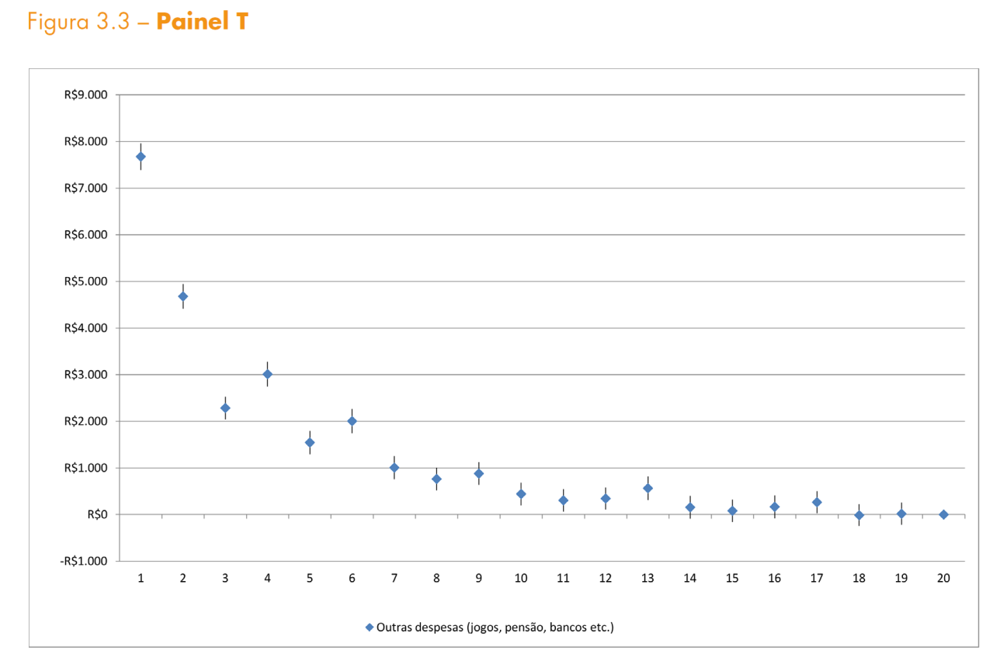 Figura 3.3 – Painel T
R$9.000
R$8.000
R$7.000
R$6.000
R$5.000
R$4.000
R$3.000
R$2.000
R$1.000
R$0
-R$1.000
1 2 3 4 5 6 7 8 9 10 11 12 13 14 15 16 17 18 19 20
Outras despesas (jogos, pensão, bancos etc.)